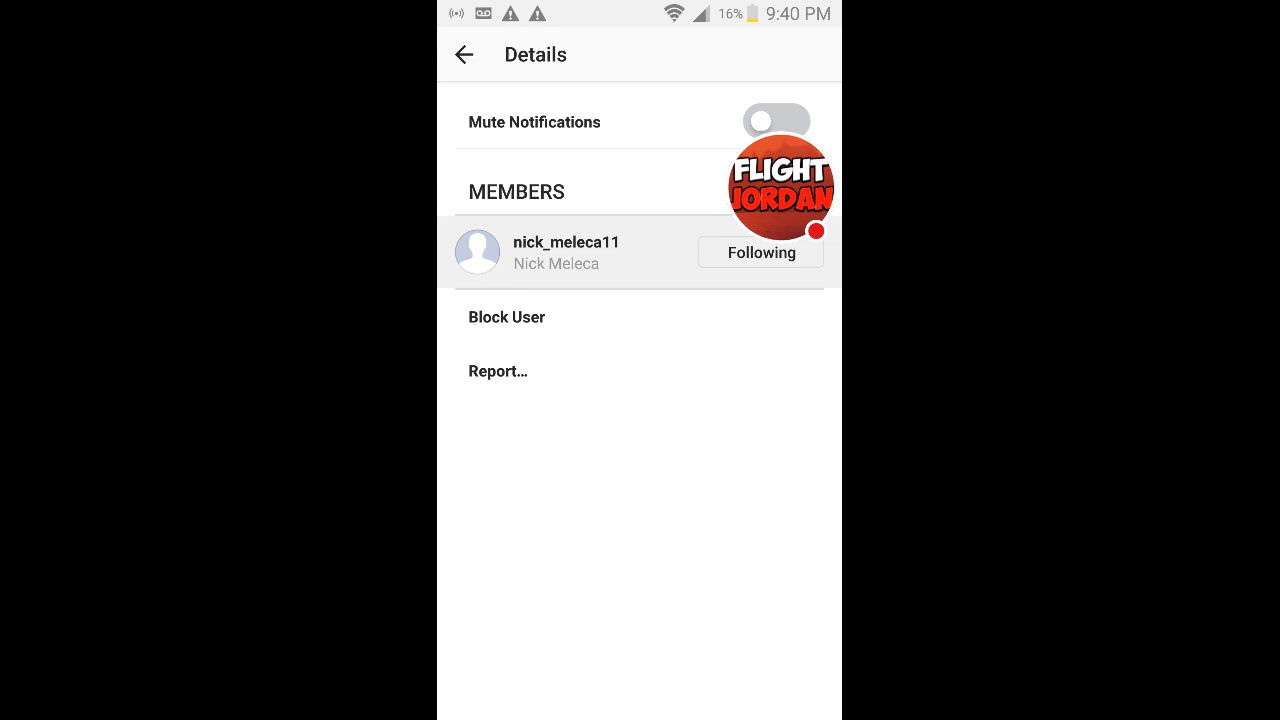 16% 9:40 PM
Details
Mute Notifications
FLIGHT
JORDAN
MEMBERS
nick_meleca11
Nick Meleca
Following
Block User
Report...